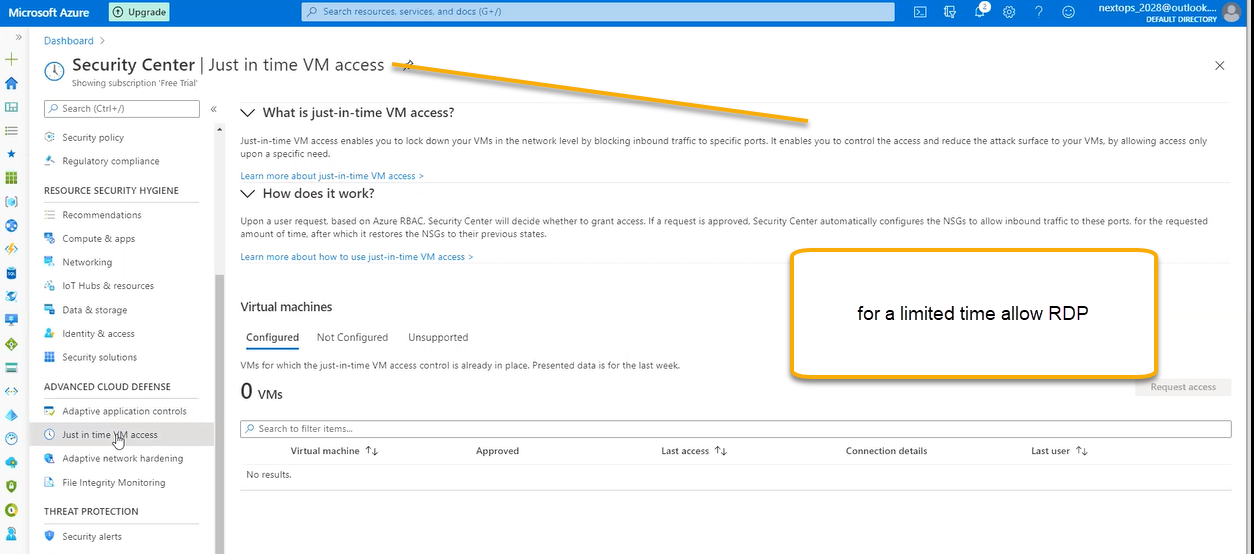 Microsoft Azure
Upgrade
Search resources, services, and docs (G+/)
2
nextops_2028@outlook....
DEFAULT DIRECTORY
Dashboard >
Security Center | Just in time VM access
Showing subscription 'Free Trial'
Search (Ctrl+/)
Security policy
Regulatory compliance
RESOURCE SECURITY HYGIENE
Recommendations
Compute & apps
Networking
IoT Hubs & resources
Data & storage
Identity & access
Security solutions
ADVANCED CLOUD DEFENSE
Adaptive application controls
Just in time VM access
Adaptive network hardening
File Integrity Monitoring
THREAT PROTECTION
Security alerts
What is just-in-time VM access?
Just-in-time VM access enables you to lock down your VMs in the network level by blocking inbound traffic to specific ports. It enables you to control the access and reduce the attack surface to your VMs, by allowing access only
upon a specific need.
Learn more about just-in-time VM access >
How does it work?
Upon a user request, based on Azure RBAC, Security Center will decide whether to grant access. If a request is approved, Security Center automatically configures the NSGs to allow inbound traffic to these ports, for the requested
amount of time, after which it restores the NSGs to their previous states.
Learn more about how to use just-in-time VM access >
for a limited time allow RDP
Virtual machines
Configured Not Configured Unsupported
VMs for which the just-in-time VM access control is already in place. Presented data is for the last week.
0 VMs
Request access
Search to filter items...
Virtual machine Approved Last access Connection details Last user
No results.